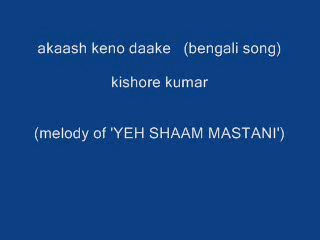 akaash keno daake   (bengali song)
kishore kumar
(melody of 'YEH SHAAM MASTANI')